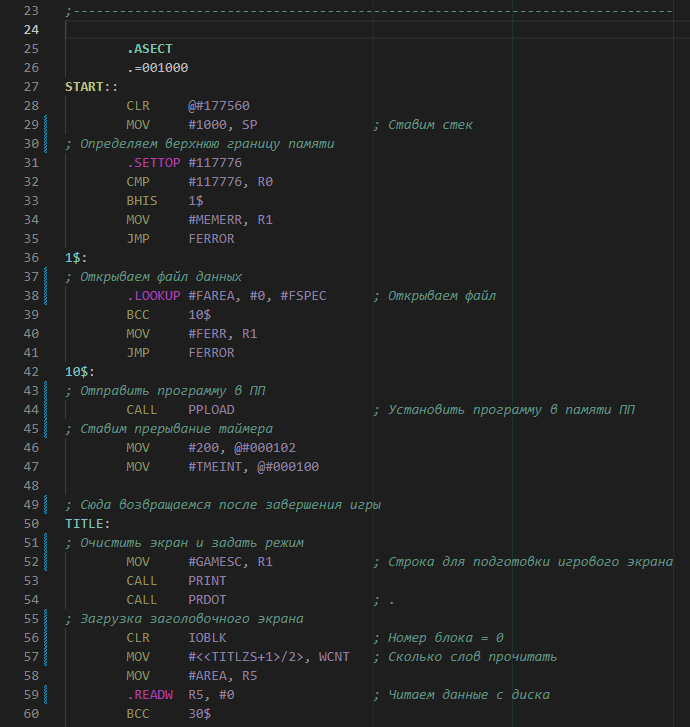 23 ;------------------------------------------------------------------------------
24
25 .ASECT
26 .=001000
27 START::
28 CLR @#177560
29 MOV #1000, SP ; Ставим стек
30 ; Определяем верхнюю границу памяти
31 .SETTOP #117776
32 CMP #117776, R0
33 BHIS 1$
34 MOV #MEMERR, R1
35 JMP FERROR
36 1$:
37 ; Открываем файл данных
38 .LOOKUP #FAREA, #0, #FSPEC ; Открываем файл
39 BCC 10$
40 MOV #FERR, R1
41 JMP FERROR
42 10$:
43 ; Отправить программу в ПП
44 CALL PPLOAD ; Установить программу в памяти ПП
45 ; Ставим прерывание таймера
46 MOV #200, @#000102
47 MOV #TMEINT, @#000100
48
49 ; Сюда возвращаемся после завершения игры
50 TITLE:
51 ; Очистить экран и задать режим
52 MOV #GAMESC, R1 ; Строка для подготовки игрового экрана
53 CALL PRINT
54 CALL PRDOT ; .
55 ; Загрузка заголовочного экрана
56 CLR IOBLK ; Номер блока = 0
57 MOV #<<TITLZS+1>/2>, WCNT ; Сколько слов прочитать
58 MOV #AREA, R5
59 .READW R5, #0 ; Читаем данные с диска
60 BCC 30$